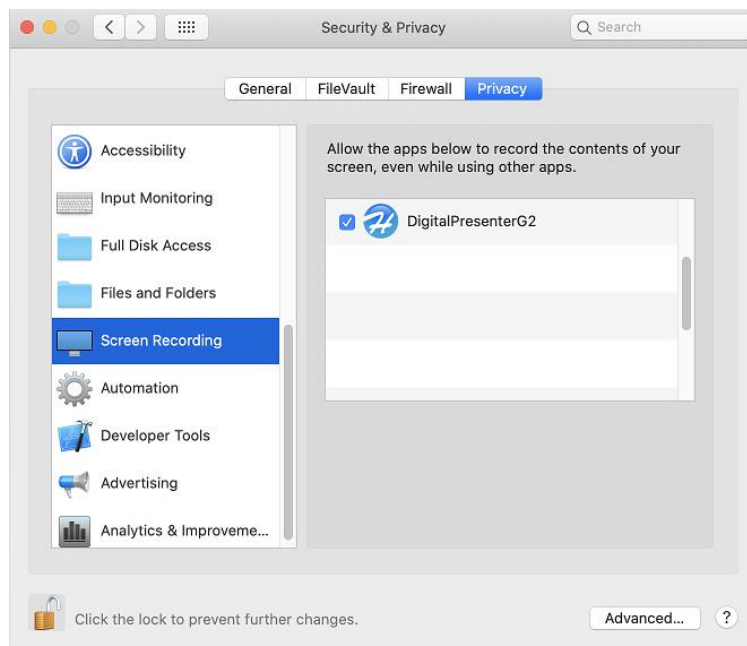 Security & Privacy
Search
General
FileVault
Firewall
Privacy
Accessibility
Input Monitoring
Full Disk Access
Files and Folders
Screen Recording
Automation
Developer Tools
Advertising
Analytics & Improveme...
Allow the apps below to record the contents of your
screen, even while using other apps.
DigitalPresenterG2
Click the lock to prevent further changes.
Advanced...
?